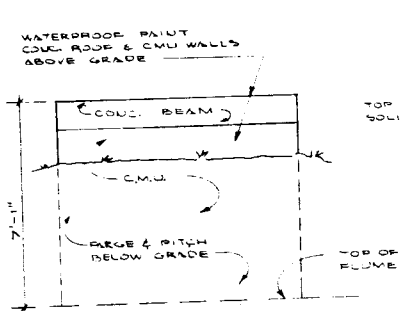 WATERPROOF PAINT
CONC. ROOF & CMU WALLS
ABOVE GRADE
CONC. BEAM
TOP
SOLI
C.M.U.
7'-1"
PARGE & PITCH
BELOW GRADE
TOP OF
FLUME